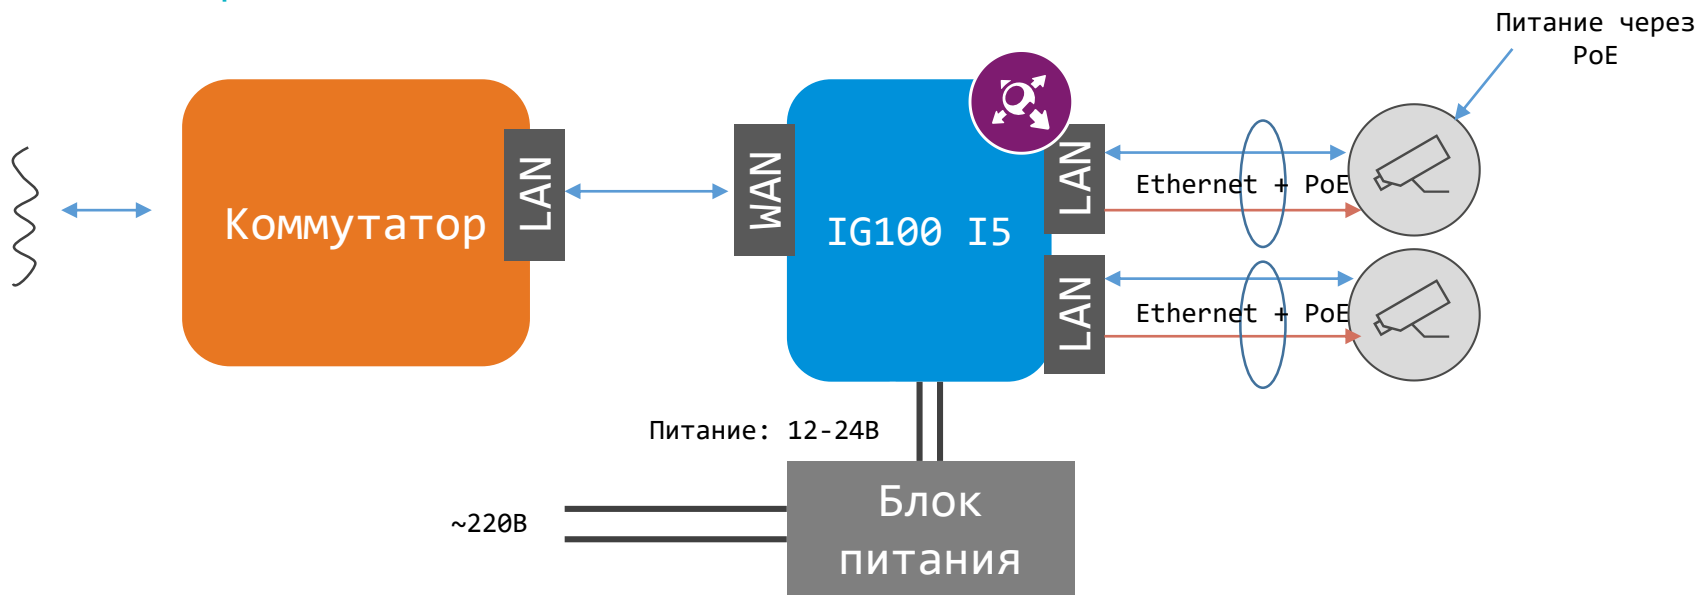 Питание через
PoE
Коммутатор
LAN
WAN
IG100 I5
LAN
Ethernet + PoE
LAN
Ethernet + PoE
Питание: 12-24В
~220В
Блок
питания